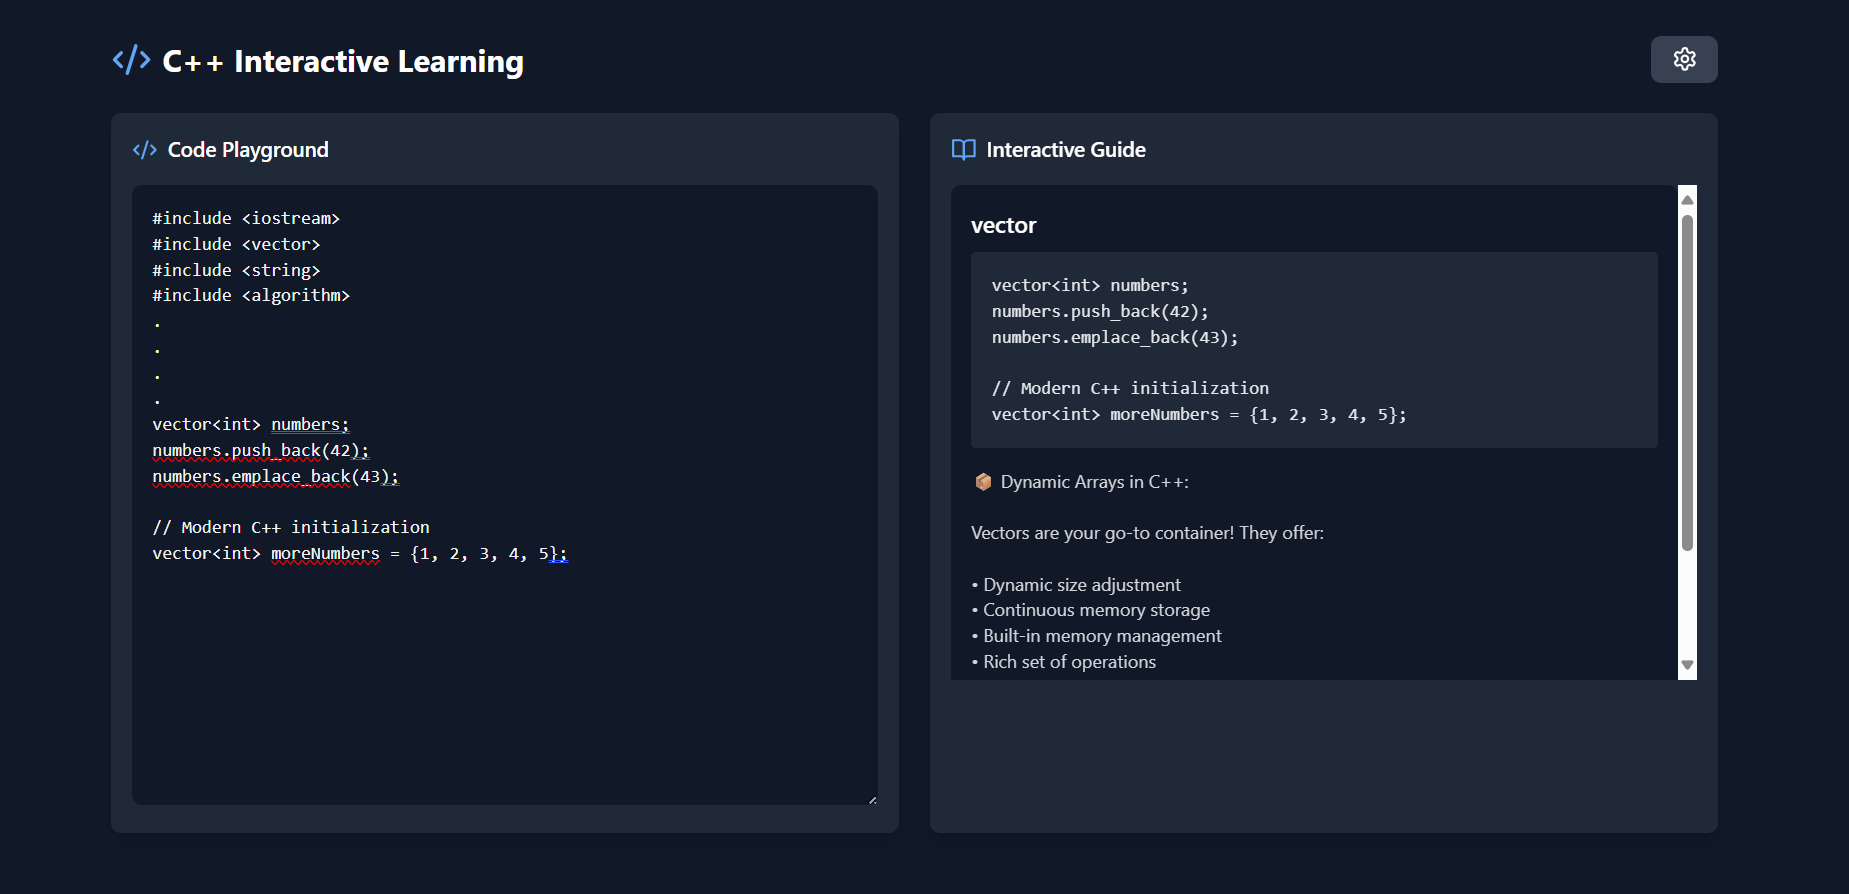 C++ Interactive Learning
Code Playground
#include <iostream>
#include <vector>
#include <string>
#include <algorithm>
.
.
.
.
vector<int> numbers;
numbers.push_back(42);
numbers.emplace_back(43);
// Modern C++ initialization
vector<int> moreNumbers = {1, 2, 3, 4, 5};
Interactive Guide
vector
vector<int> numbers;
numbers.push_back(42);
numbers.emplace_back(43);
// Modern C++ initialization
vector<int> moreNumbers = {1, 2, 3, 4, 5};
📦 Dynamic Arrays in C++:
Vectors are your go-to container! They offer:
• Dynamic size adjustment
• Continuous memory storage
• Built-in memory management
• Rich set of operations